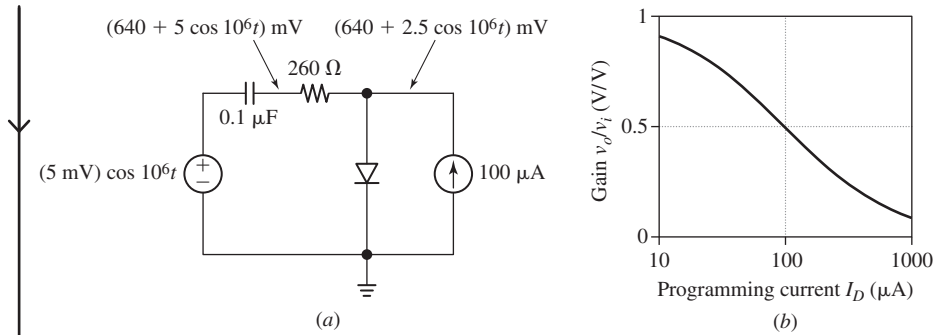 (640 + 5 cos 10⁶t) mV
(640 + 2.5 cos 10⁶t) mV
260 Ω
0.1 μF
(5 mV) cos 10⁶t
+
−
100 μA
(a)
Gain vₒ/vᵢ (V/V)
1
0.5
0
10
100
1000
Programming current I_D (μA)
(b)